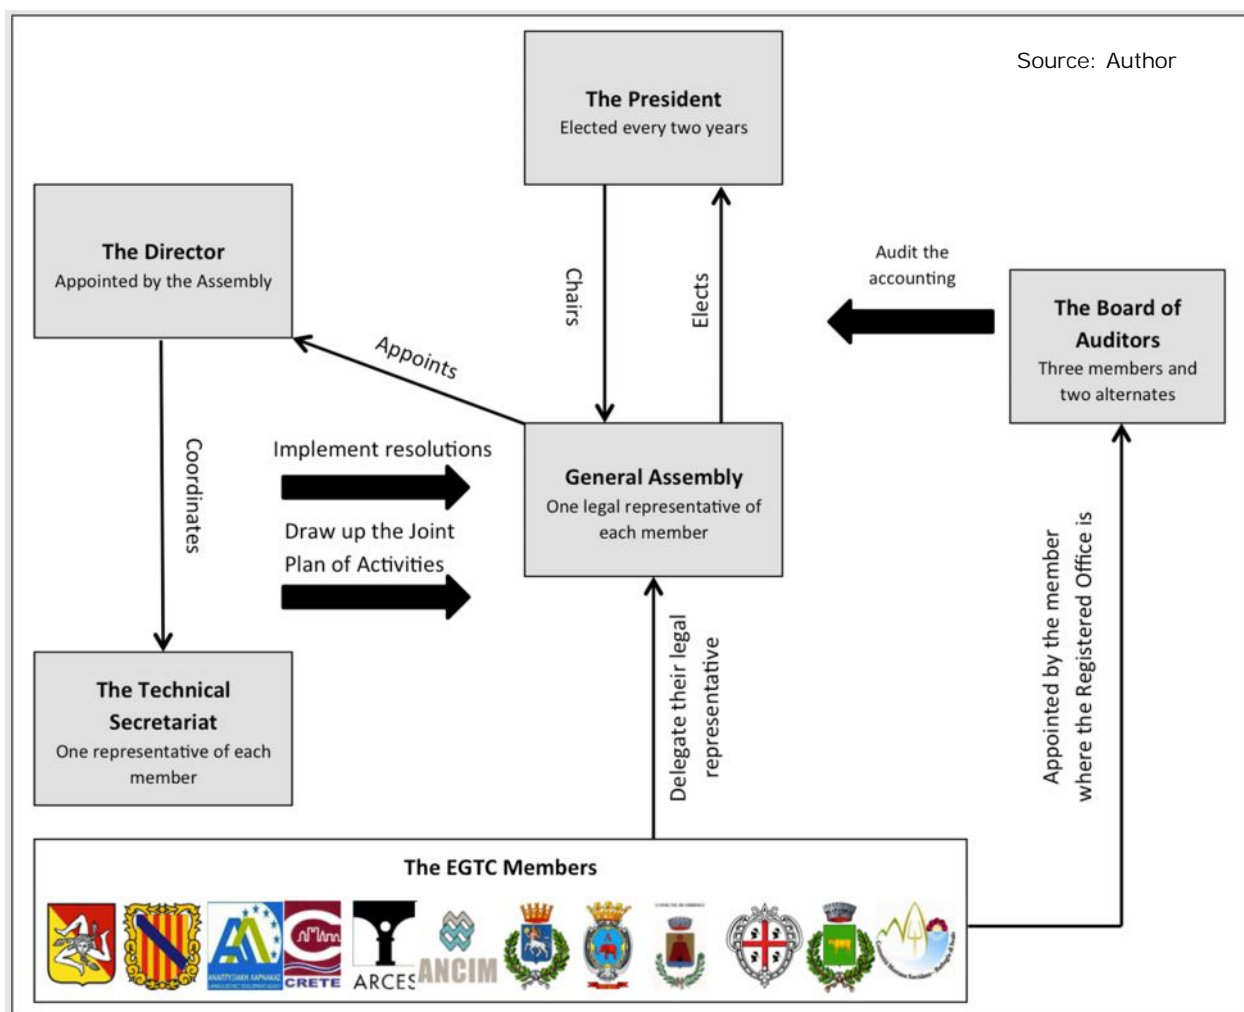 Source: Author
The President
Elected every two years
The Director
Appointed by the Assembly
Audit the
accounting
The Board of
Auditors
Three members and
two alternates
Chairs
Elects
Appoints
Coordinates
Implement resolutions
Draw up the Joint
Plan of Activities
General Assembly
One legal representative of
each member
Appointed by the member
where the Registered Office is
Delegate their legal
representative
The Technical
Secretariat
One representative of each
member
The EGTC Members
ΑΝΑΠΤΥΞΙΑΚΗ ΛΑΡΝΑΚΑΣ
CRETE
ARCES
ANCIM